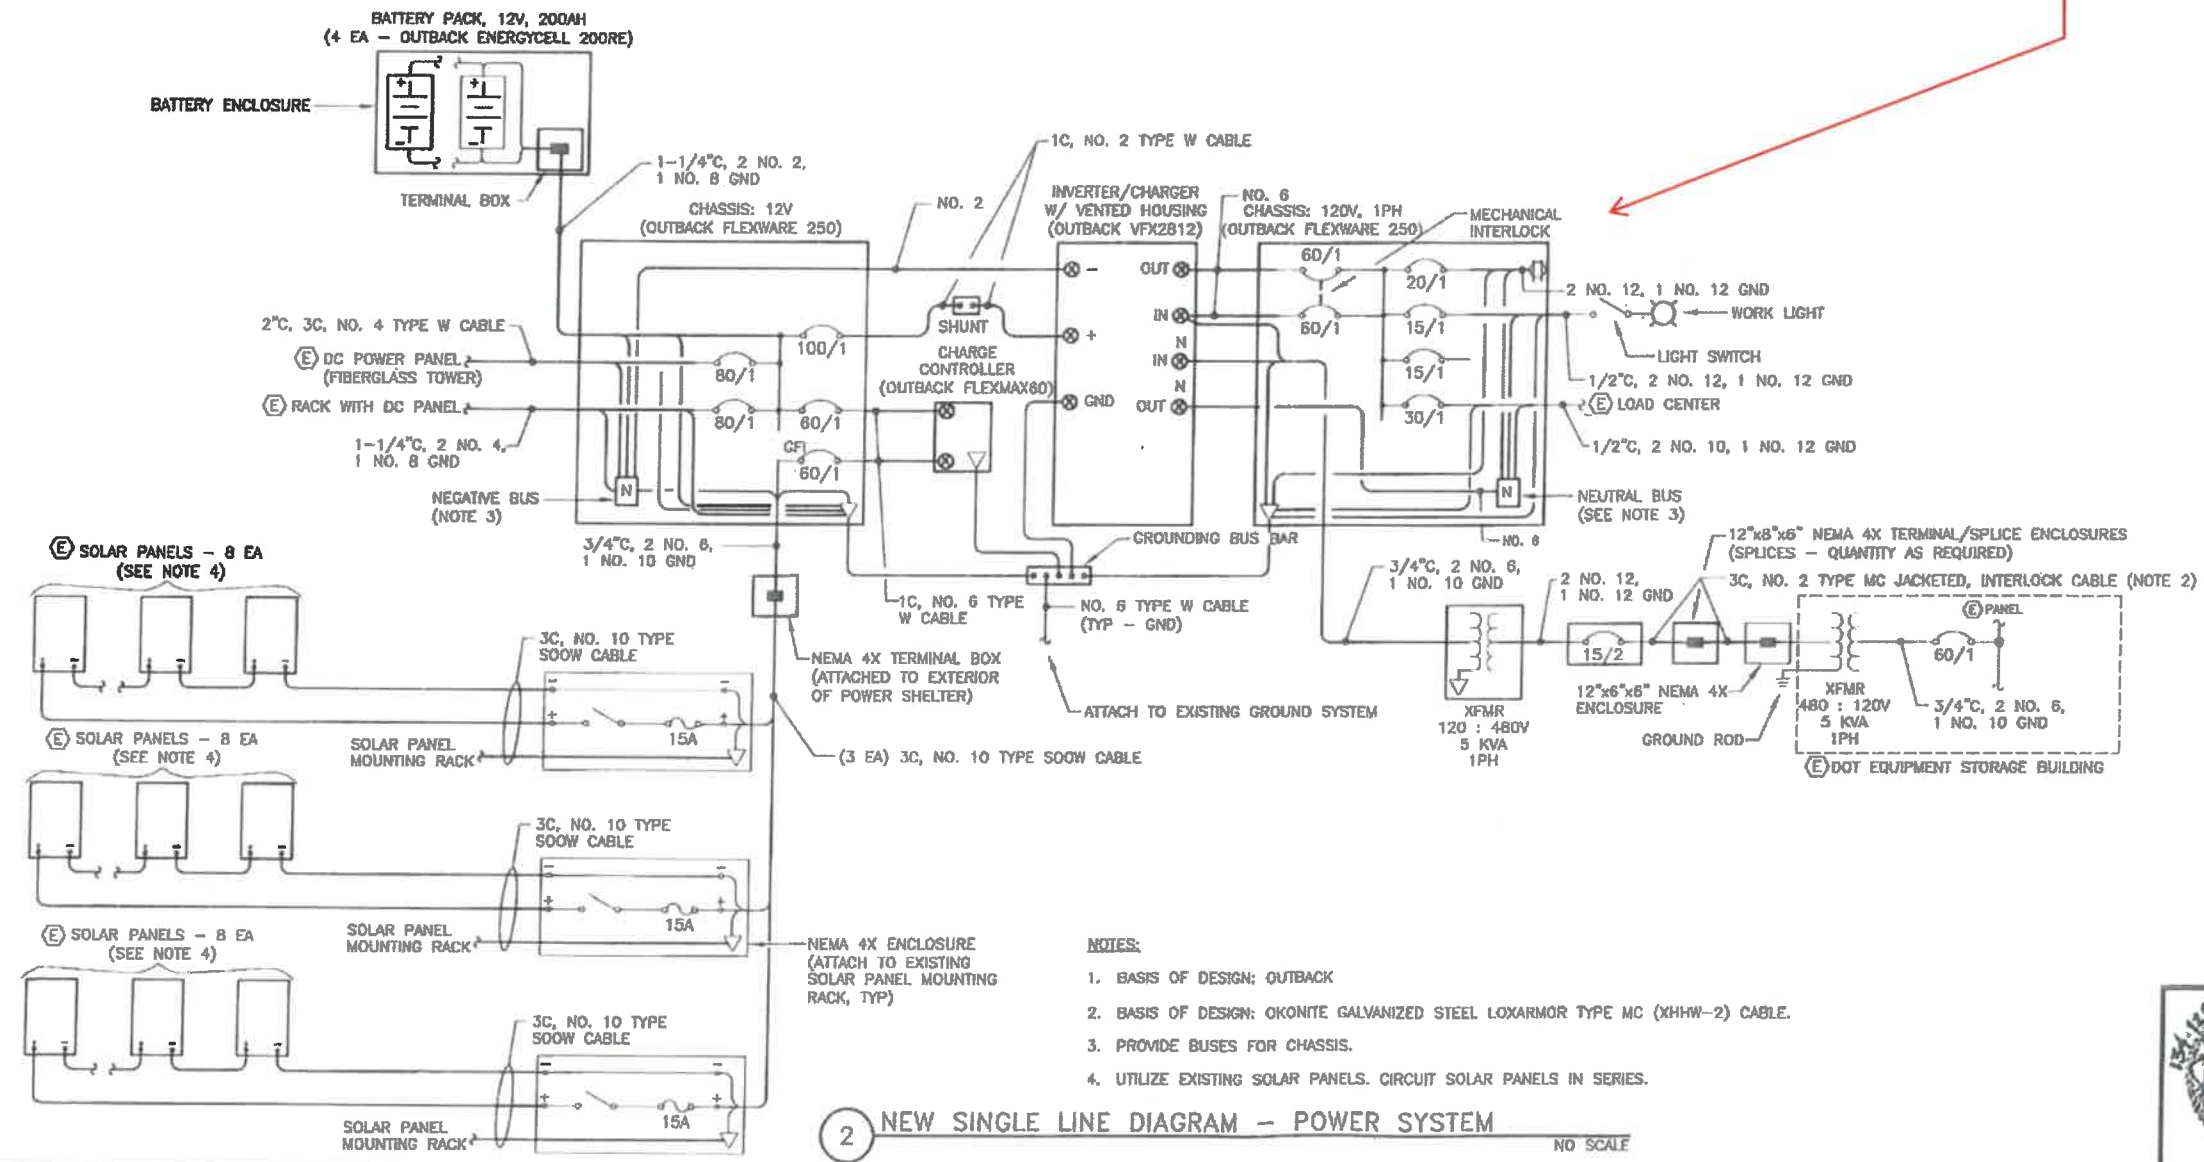 BATTERY PACK, 12V, 200AH
(4 EA - OUTBACK ENERGYCELL 200RE)
BATTERY ENCLOSURE
TERMINAL BOX
1-1/4"C, 2 NO. 2,
1 NO. 8 GND
CHASSIS: 12V
(OUTBACK FLEXWARE 250)
NO. 2
1C, NO. 2 TYPE W CABLE
INVERTER/CHARGER
W/ VENTED HOUSING
(OUTBACK VFX2812)
NO. 6
CHASSIS: 120V, 1PH
(OUTBACK FLEXWARE 250)
MECHANICAL
INTERLOCK
2"C, 3C, NO. 4 TYPE W CABLE
E DC POWER PANEL
(FIBERGLASS TOWER)
E RACK WITH DC PANEL
1-1/4"C, 2 NO. 4,
1 NO. 8 GND
NEGATIVE BUS
(NOTE 3)
N
80/1
80/1
100/1
60/1
GFI
60/1
SHUNT
CHARGE
CONTROLLER
(OUTBACK FLEXMAX60)
-
+
GND
OUT
IN
N
IN
N
OUT
60/1
60/1
20/1
15/1
15/1
30/1
N
2 NO. 12, 1 NO. 12 GND
WORK LIGHT
LIGHT SWITCH
1/2"C, 2 NO. 12, 1 NO. 12 GND
E LOAD CENTER
1/2"C, 2 NO. 10, 1 NO. 12 GND
NEUTRAL BUS
(SEE NOTE 3)
NO. 6
GROUNDING BUS BAR
3/4"C, 2 NO. 6,
1 NO. 10 GND
1C, NO. 6 TYPE
W CABLE
NO. 6 TYPE W CABLE
(TYP - GND)
ATTACH TO EXISTING GROUND SYSTEM
NEMA 4X TERMINAL BOX
(ATTACHED TO EXTERIOR
OF POWER SHELTER)
(3 EA) 3C, NO. 10 TYPE SOOW CABLE
3/4"C, 2 NO. 6,
1 NO. 10 GND
2 NO. 12,
1 NO. 12 GND
12"x8"x6" NEMA 4X TERMINAL/SPLICE ENCLOSURES
(SPLICES - QUANTITY AS REQUIRED)
3C, NO. 2 TYPE MC JACKETED, INTERLOCK CABLE (NOTE 2)
E PANEL
15/2
60/1
12"x6"x6" NEMA 4X
ENCLOSURE
GROUND ROD
XFMR
120 : 480V
5 KVA
1PH
XFMR
480 : 120V
5 KVA
1PH
3/4"C, 2 NO. 6,
1 NO. 10 GND
E DOT EQUIPMENT STORAGE BUILDING
E SOLAR PANELS - 8 EA
(SEE NOTE 4)
3C, NO. 10 TYPE
SOOW CABLE
15A
SOLAR PANEL
MOUNTING RACK
E SOLAR PANELS - 8 EA
(SEE NOTE 4)
3C, NO. 10 TYPE
SOOW CABLE
15A
SOLAR PANEL
MOUNTING RACK
NEMA 4X ENCLOSURE
(ATTACH TO EXISTING
SOLAR PANEL MOUNTING
RACK, TYP)
E SOLAR PANELS - 8 EA
(SEE NOTE 4)
3C, NO. 10 TYPE
SOOW CABLE
15A
SOLAR PANEL
MOUNTING RACK
NOTES:
1. BASIS OF DESIGN: OUTBACK
2. BASIS OF DESIGN: OKONITE GALVANIZED STEEL LOXARMOR TYPE MC (XHHW-2) CABLE.
3. PROVIDE BUSES FOR CHASSIS.
4. UTILIZE EXISTING SOLAR PANELS. CIRCUIT SOLAR PANELS IN SERIES.
2 NEW SINGLE LINE DIAGRAM - POWER SYSTEM
NO SCALE